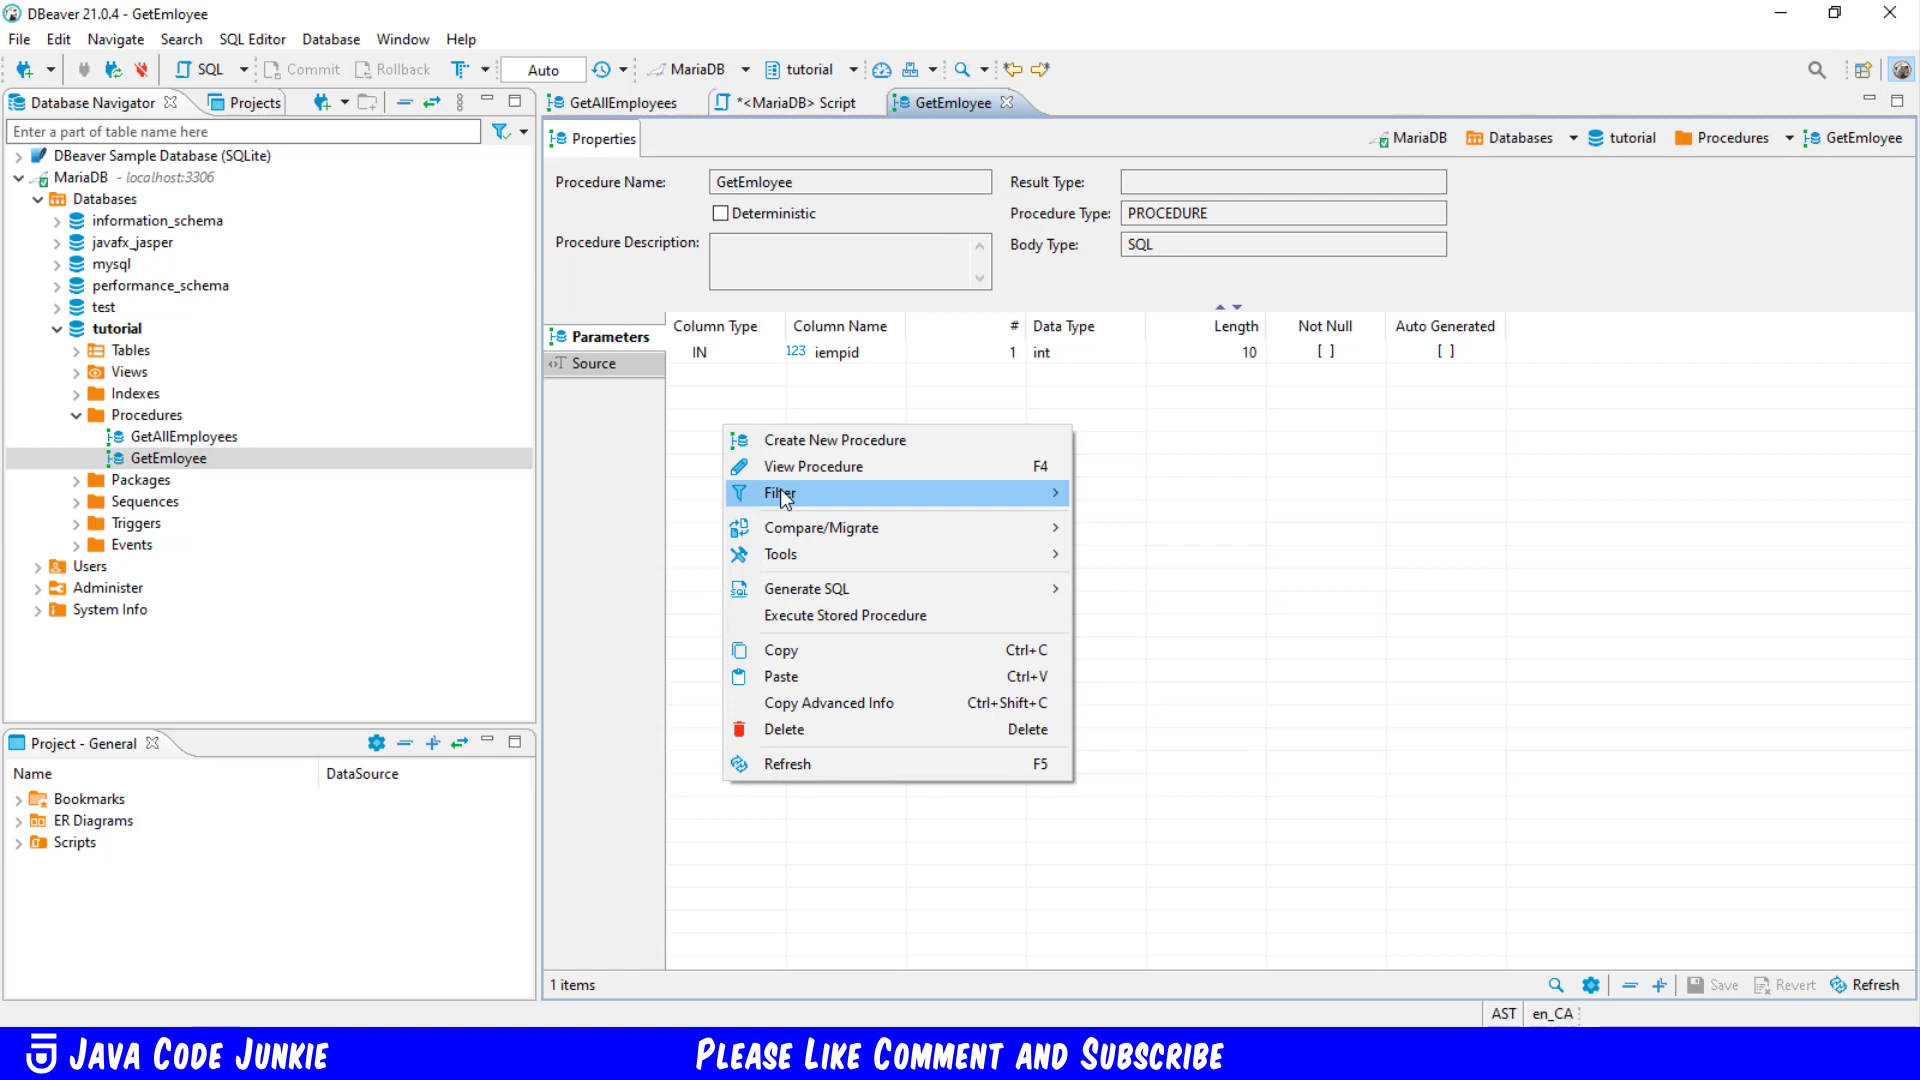 DBeaver 21.0.4 - GetEmloyee
File Edit Navigate Search SQL Editor Database Window Help
SQL Commit Rollback Auto MariaDB tutorial
Database Navigator Projects
Enter a part of table name here
DBeaver Sample Database (SQLite)
MariaDB - localhost:3306
Databases
information_schema
javafx_jasper
mysql
performance_schema
test
tutorial
Tables
Views
Indexes
Procedures
GetAllEmployees
GetEmloyee
Packages
Sequences
Triggers
Events
Users
Administer
System Info
Project - General
Name DataSource
Bookmarks
ER Diagrams
Scripts
GetAllEmployees *<MariaDB> Script GetEmloyee
Properties MariaDB Databases tutorial Procedures GetEmloyee
Procedure Name: GetEmloyee Result Type:
Deterministic Procedure Type: PROCEDURE
Procedure Description: Body Type: SQL
Parameters
Source
Column Type Column Name # Data Type Length Not Null Auto Generated
IN 123 iempid 1 int 10 [ ] [ ]
Create New Procedure
View Procedure F4
Filter
Compare/Migrate
Tools
Generate SQL
Execute Stored Procedure
Copy Ctrl+C
Paste Ctrl+V
Copy Advanced Info Ctrl+Shift+C
Delete Delete
Refresh F5
1 items Save Revert Refresh
AST en_CA
JAVA CODE JUNKIE PLEASE LIKE COMMENT AND SUBSCRIBE